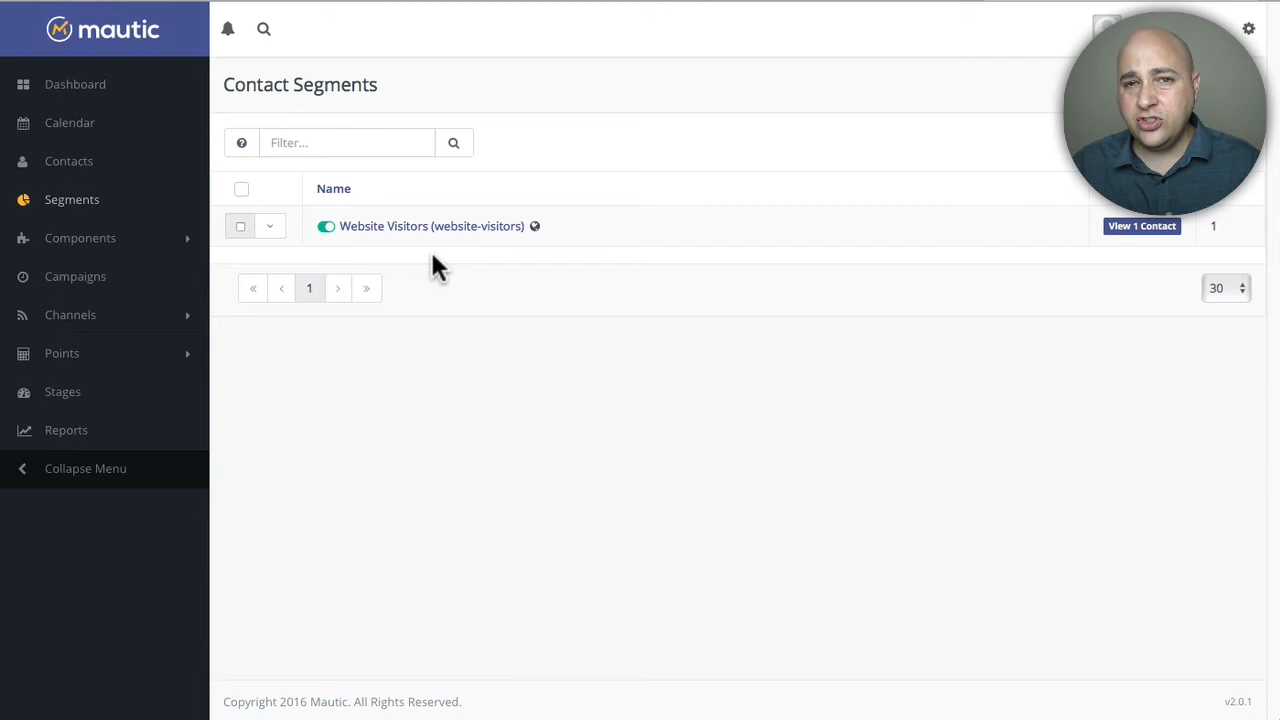 mautic
Dashboard
Calendar
Contacts
Segments
Components
Campaigns
Channels
Points
Stages
Reports
Collapse Menu
Contact Segments
Filter...
Name
Website Visitors (website-visitors)
View 1 Contact
1
« ‹ 1 › »
30
Copyright 2016 Mautic. All Rights Reserved.
v2.0.1